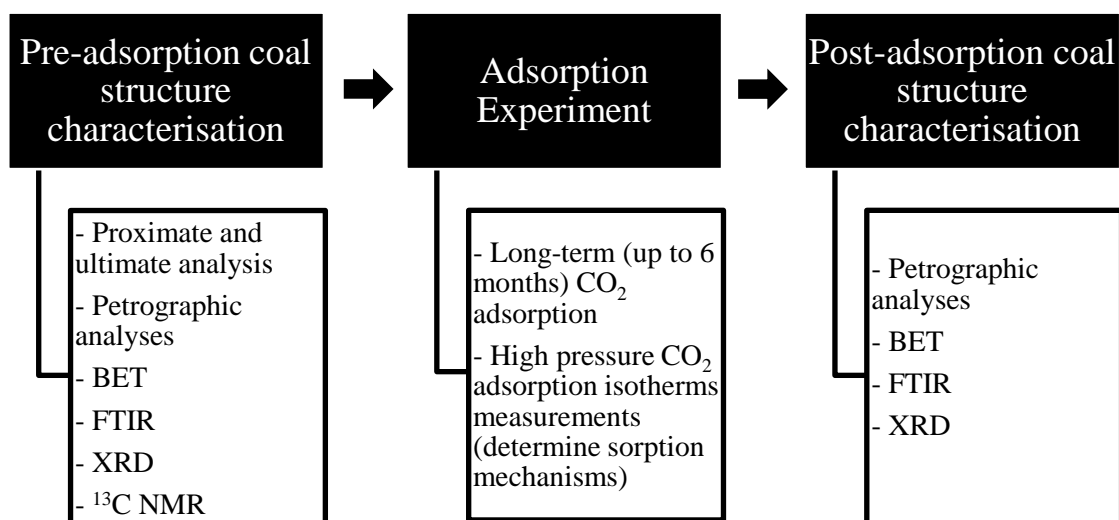 Pre-adsorption coal
structure
characterisation
- Proximate and
ultimate analysis
- Petrographic
analyses
- BET
- FTIR
- XRD
- ¹³C NMR
Adsorption
Experiment
- Long-term (up to 6
months) CO₂
adsorption
- High pressure CO₂
adsorption isotherms
measurements
(determine sorption
mechanisms)
Post-adsorption coal
structure
characterisation
- Petrographic
analyses
- BET
- FTIR
- XRD